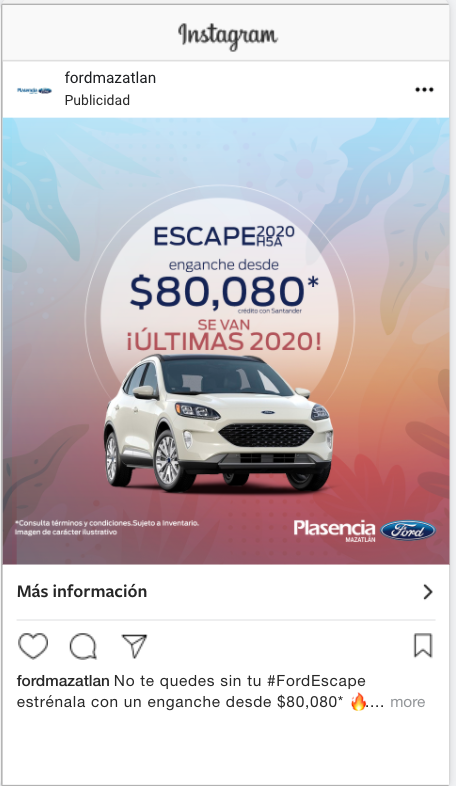 Instagram
fordmazatlan
Plasencia Ford
Publicidad
ESCAPE 2020
HSA
enganche desde
$80,080*
crédito con Santander
SE VAN
¡ÚLTIMAS 2020!
*Consulta términos y condiciones.Sujeto a Inventario.
Imagen de carácter ilustrativo
Plasencia Ford
MAZATLÁN
Más información
fordmazatlan No te quedes sin tu #FordEscape
estrénala con un enganche desde $80,080* 🔥.... more